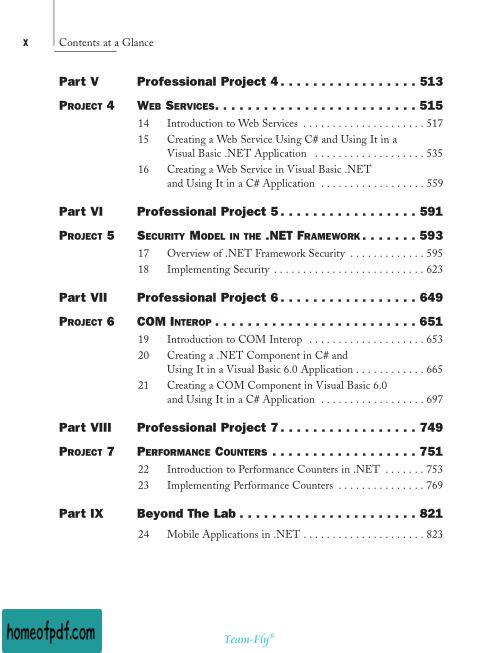 x Contents at a Glance
Part V Professional Project 4 . . . . . . . . . . . . . . . . . 513
PROJECT 4 WEB SERVICES. . . . . . . . . . . . . . . . . . . . . . . . . 515
14 Introduction to Web Services . . . . . . . . . . . . . . . . . . . . . 517
15 Creating a Web Service Using C# and Using It in a
Visual Basic .NET Application . . . . . . . . . . . . . . . . . . . 535
16 Creating a Web Service in Visual Basic .NET
and Using It in a C# Application . . . . . . . . . . . . . . . . . . 559
Part VI Professional Project 5 . . . . . . . . . . . . . . . . . 591
PROJECT 5 SECURITY MODEL IN THE .NET FRAMEWORK . . . . . . . 593
17 Overview of .NET Framework Security . . . . . . . . . . . . . 595
18 Implementing Security . . . . . . . . . . . . . . . . . . . . . . . . . . 623
Part VII Professional Project 6 . . . . . . . . . . . . . . . . . 649
PROJECT 6 COM INTEROP . . . . . . . . . . . . . . . . . . . . . . . . . 651
19 Introduction to COM Interop . . . . . . . . . . . . . . . . . . . . 653
20 Creating a .NET Component in C# and
Using It in a Visual Basic 6.0 Application . . . . . . . . . . . . 665
21 Creating a COM Component in Visual Basic 6.0
and Using It in a C# Application . . . . . . . . . . . . . . . . . . 697
Part VIII Professional Project 7 . . . . . . . . . . . . . . . . . 749
PROJECT 7 PERFORMANCE COUNTERS . . . . . . . . . . . . . . . . . . 751
22 Introduction to Performance Counters in .NET . . . . . . . 753
23 Implementing Performance Counters . . . . . . . . . . . . . . . 769
Part IX Beyond The Lab . . . . . . . . . . . . . . . . . . . . . . 821
24 Mobile Applications in .NET . . . . . . . . . . . . . . . . . . . . . 823
homeofpdf.com
Team-Fly®